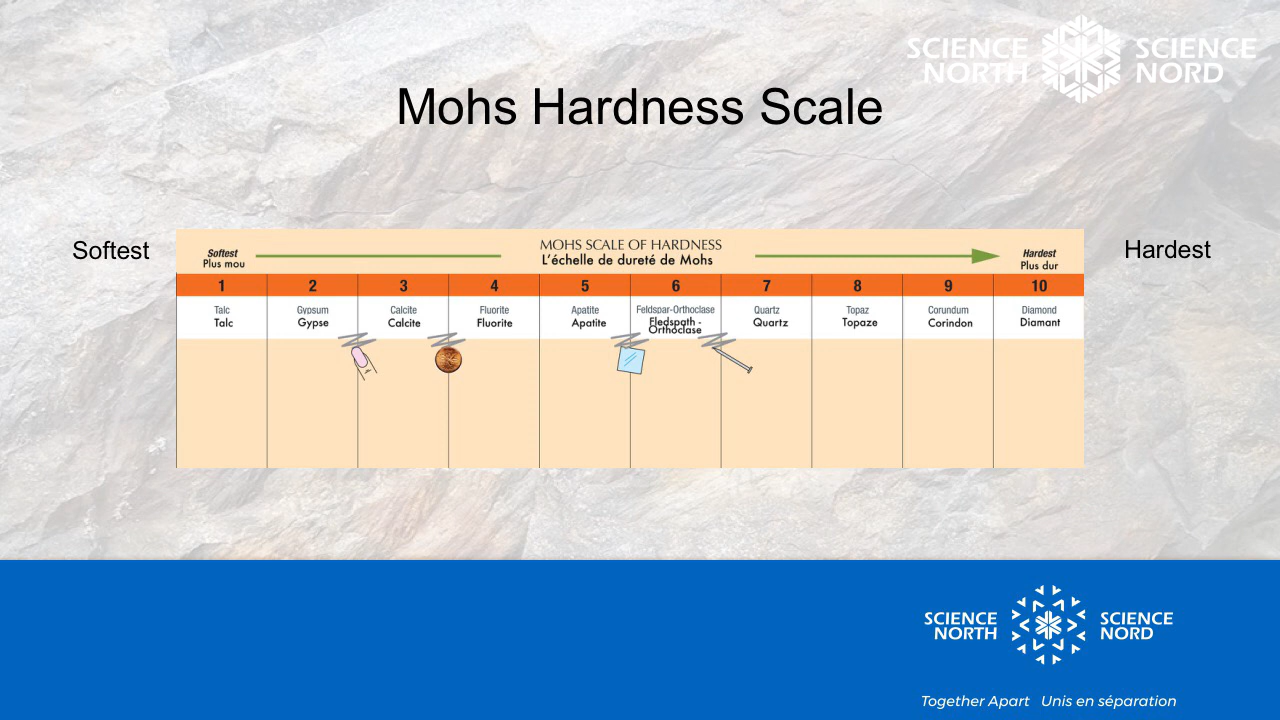 SCIENCE NORTH SCIENCE NORD
Mohs Hardness Scale
Softest
Hardest
Softest
Plus mou
MOHS SCALE OF HARDNESS
L'échelle de dureté de Mohs
Hardest
Plus dur
1 2 3 4 5 6 7 8 9 10
Talc Gypsum Calcite Fluorite Apatite Feldspar-Orthoclase Quartz Topaz Corundum Diamond
Talc Gypse Calcite Fluorite Apatite Fledspath - Orthoclase Quartz Topaze Corindon Diamant
SCIENCE NORTH SCIENCE NORD
Together Apart Unis en séparation